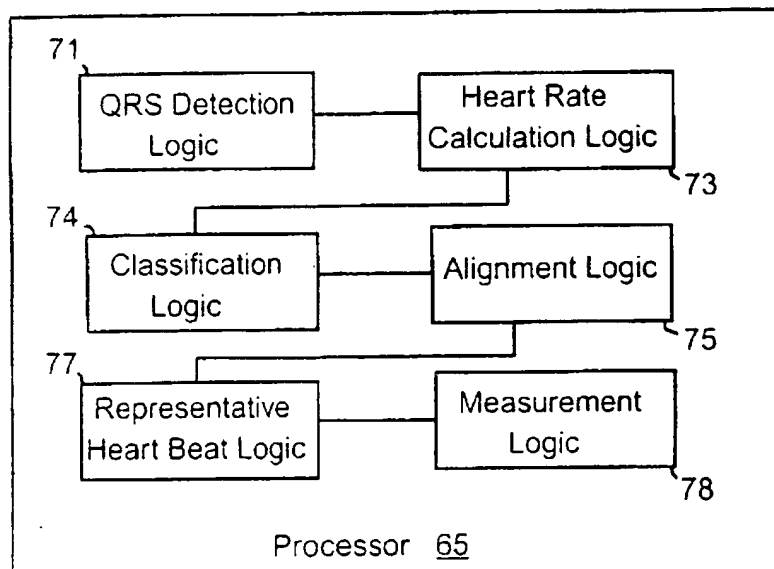 71
QRS Detection
Logic
Heart Rate
Calculation Logic
73
74
Classification
Logic
Alignment Logic
75
77
Representative
Heart Beat Logic
Measurement
Logic
78
Processor 65